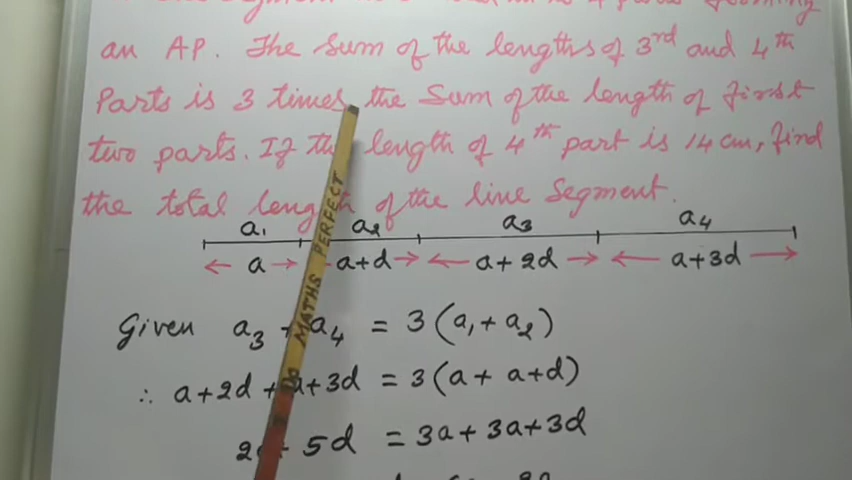 an AP. The Sum of the lengths of 3rd and 4th
Parts is 3 times the Sum of the length of first
two parts. If the length of 4th part is 14 cm, find
the total length of the line Segment.
a1 a2 a3 a4
a a+d a+2d a+3d
Given a3 + a4 = 3(a1 + a2)
∴ a+2d + a+3d = 3(a + a+d)
5d = 3a + 3a + 3d
MATHS PERFECT